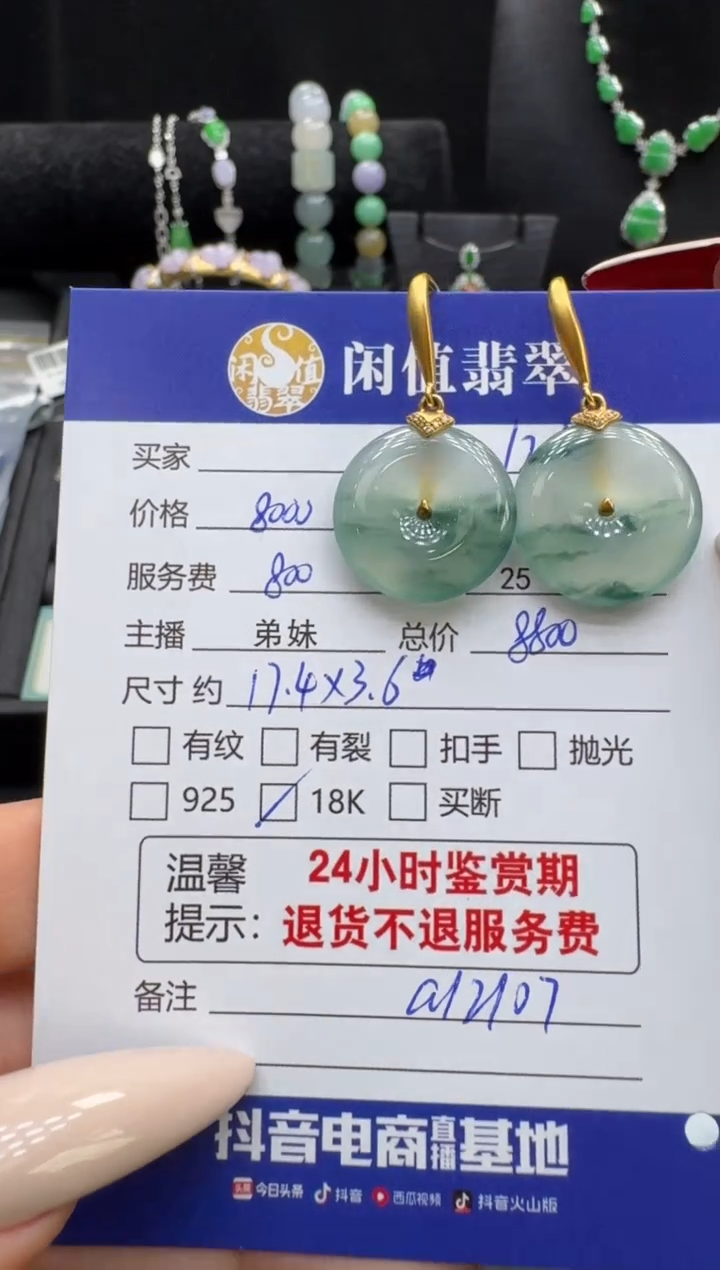 闲值翡翠
闲值翡翠
买家
价格 8000
服务费 800 25
主播 弟妹 总价 8800
尺寸 约 17.4×3.6
有纹 有裂 扣手 抛光
925 18K 买断
温馨提示： 24小时鉴赏期
退货不退服务费
备注 a12107
抖音电商直播基地
头条 今日头条 抖音 西瓜视频 抖音火山版